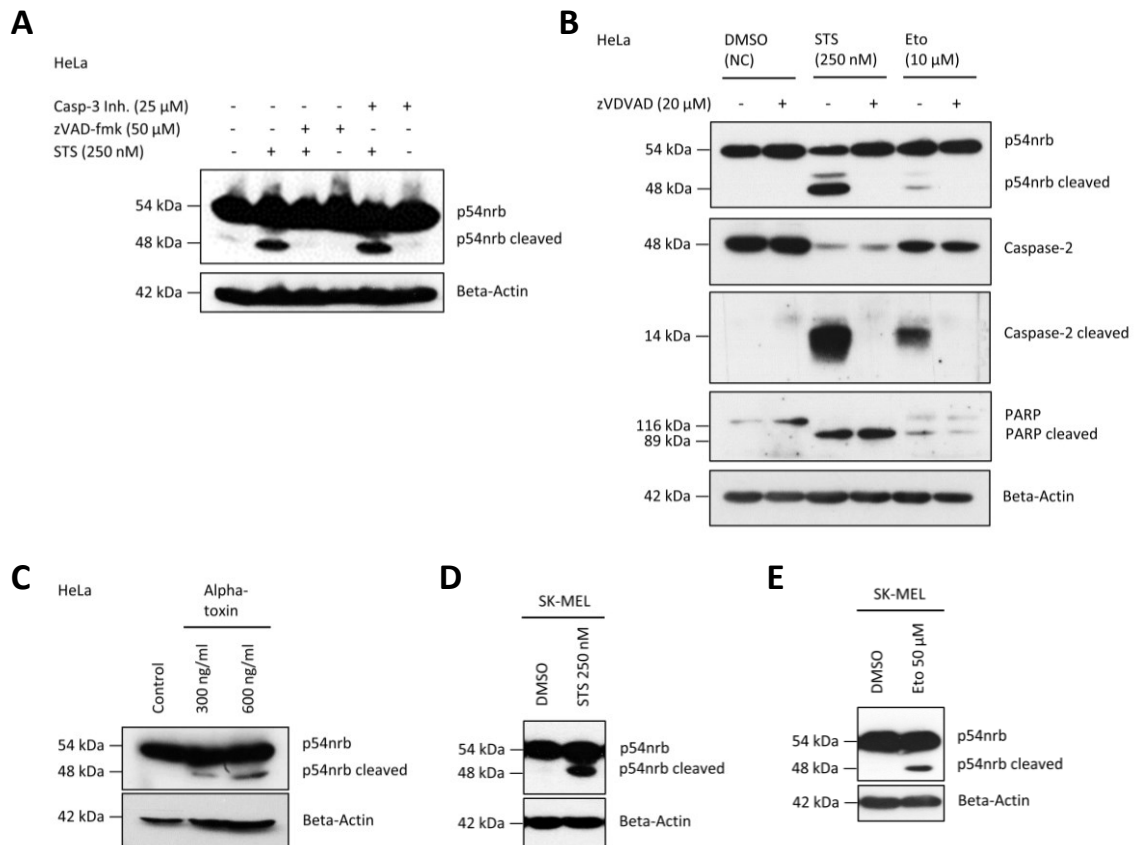 A
HeLa
Casp-3 Inh. (25 µM) - - - - + +
zVAD-fmk (50 µM) - - + + - -
STS (250 nM) - + + - + -
54 kDa
p54nrb
48 kDa
p54nrb cleaved
42 kDa
Beta-Actin
B
HeLa
DMSO
(NC)
STS
(250 nM)
Eto
(10 µM)
zVDVAD (20 µM) - + - + - +
54 kDa
p54nrb
48 kDa
p54nrb cleaved
48 kDa
Caspase-2
14 kDa
Caspase-2 cleaved
PARP
116 kDa
PARP cleaved
89 kDa
42 kDa
Beta-Actin
C
HeLa
Alpha-
toxin
Control
300 ng/ml
600 ng/ml
54 kDa
p54nrb
48 kDa
p54nrb cleaved
42 kDa
Beta-Actin
D
SK-MEL
DMSO
STS 250 nM
54 kDa
p54nrb
48 kDa
p54nrb cleaved
42 kDa
Beta-Actin
E
SK-MEL
DMSO
Eto 50 µM
54 kDa
p54nrb
48 kDa
p54nrb cleaved
42 kDa
Beta-Actin